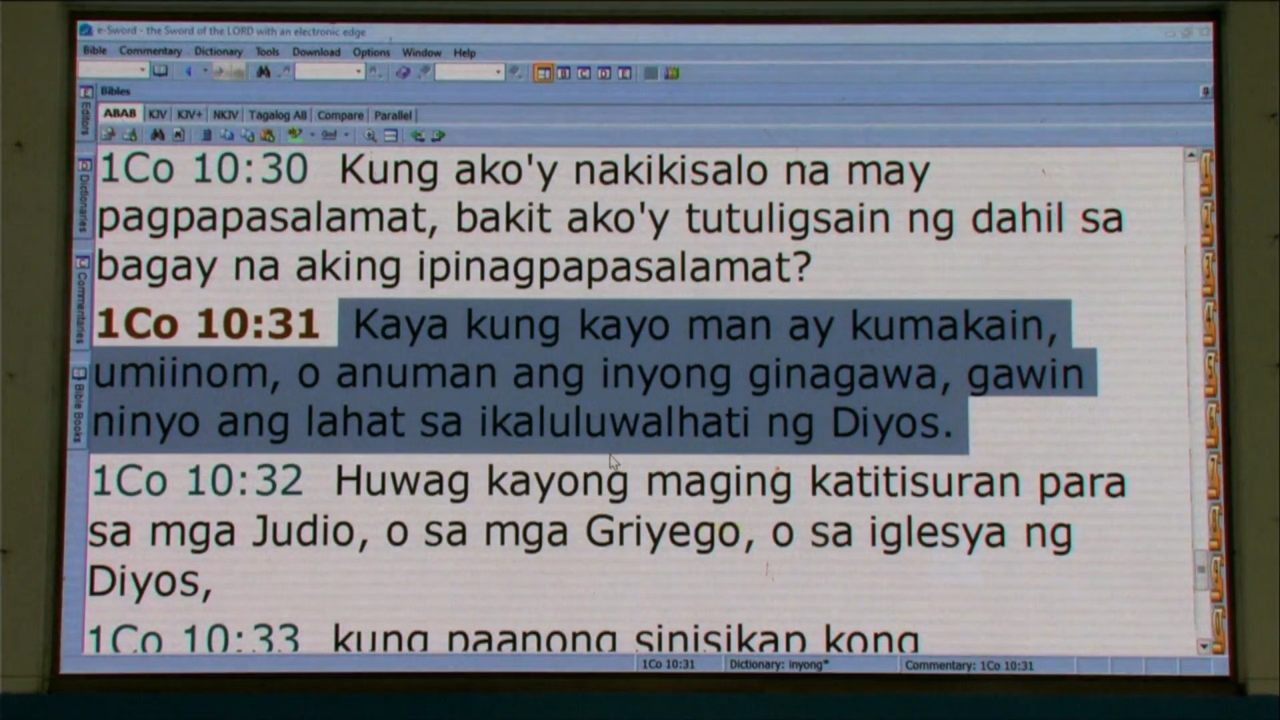 e-Sword - the Sword of the LORD with an electronic edge
Bible Commentary Dictionary Tools Download Options Window Help
Bibles
ABAB KJV KJV+ NKJV Tagalog AB Compare Parallel
Editors
Dictionaries
Commentaries
Bible Books
1Co 10:30 Kung ako'y nakikisalo na may
pagpapasalamat, bakit ako'y tutuligsain ng dahil sa
bagay na aking ipinagpapasalamat?
1Co 10:31 Kaya kung kayo man ay kumakain,
umiinom, o anuman ang inyong ginagawa, gawin
ninyo ang lahat sa ikaluluwalhati ng Diyos.
1Co 10:32 Huwag kayong maging katitisuran para
sa mga Judio, o sa mga Griyego, o sa iglesya ng
Diyos,
1Co 10:33 kung paanong sinisikap kong
1Co 10:31 Dictionary: inyong* Commentary: 1Co 10:31